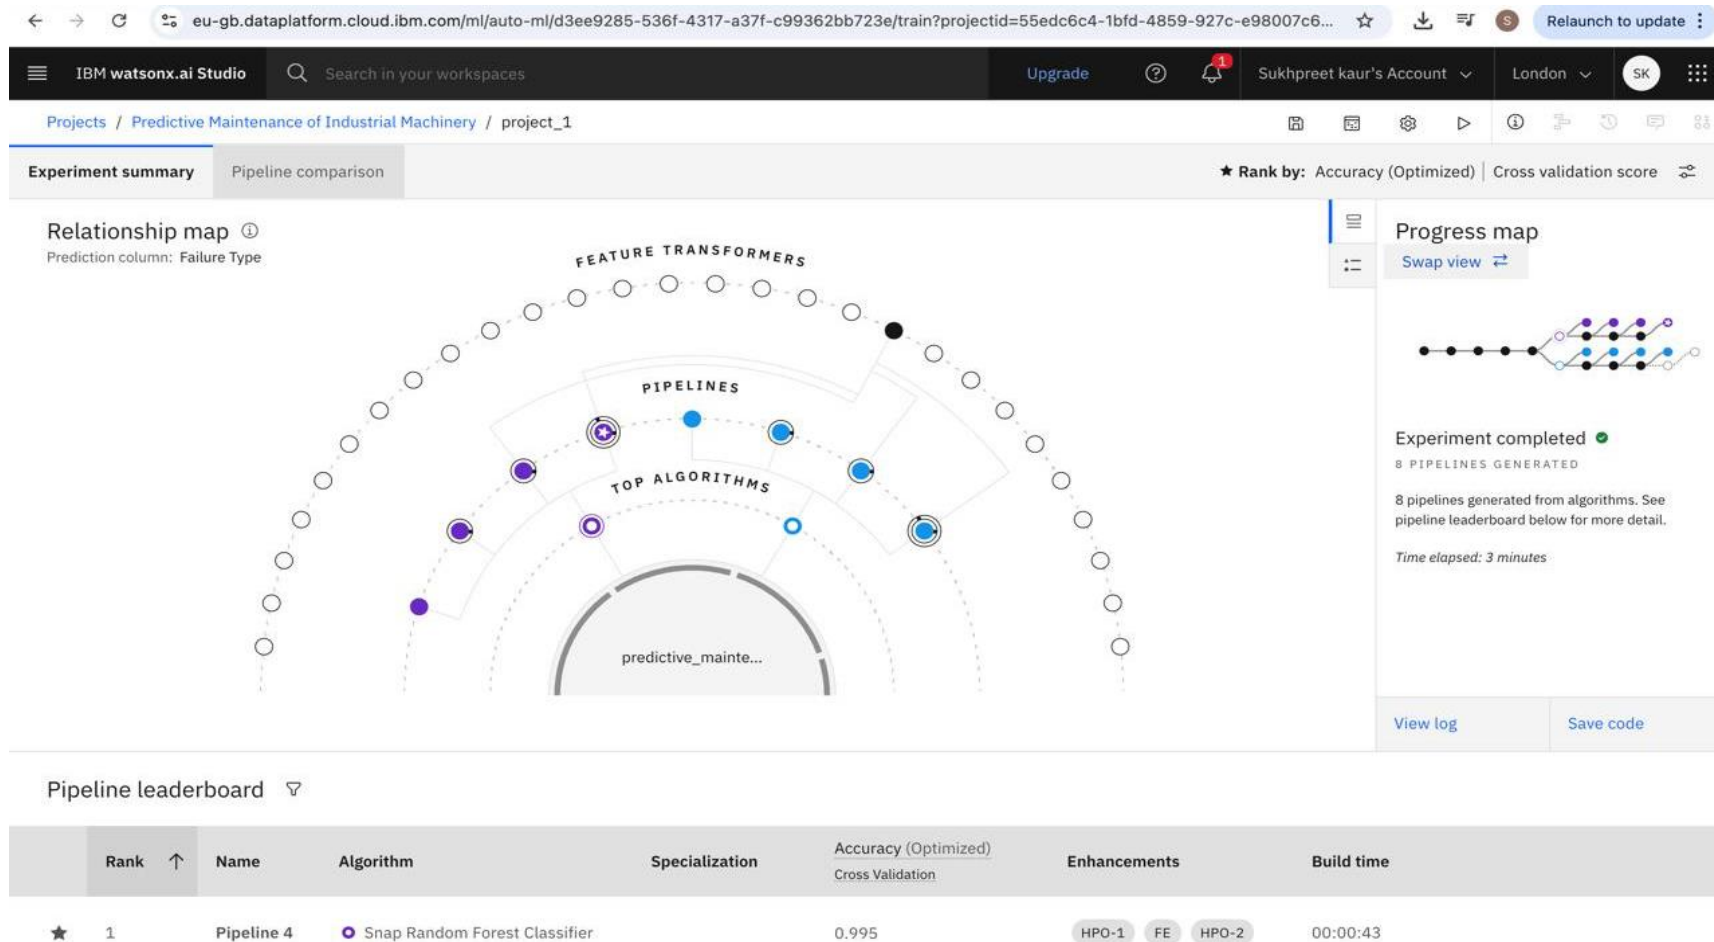 eu-gb.dataplatform.cloud.ibm.com/ml/auto-ml/d3ee9285-536f-4317-a37f-c99362bb723e/train?projectid=55edc6c4-1bfd-4859-927c-e98007c6... S Relaunch to update
IBM watsonx.ai Studio Search in your workspaces Upgrade 1 Sukhpreet kaur's Account London SK
Projects / Predictive Maintenance of Industrial Machinery / project_1
Experiment summary Pipeline comparison Rank by: Accuracy (Optimized) | Cross validation score
Relationship map
Prediction column: Failure Type
FEATURE TRANSFORMERS
PIPELINES
TOP ALGORITHMS
predictive_mainte...
Progress map
Swap view
Experiment completed
8 PIPELINES GENERATED
8 pipelines generated from algorithms. See
pipeline leaderboard below for more detail.
Time elapsed: 3 minutes
View log Save code
Pipeline leaderboard
Rank Name Algorithm Specialization Accuracy (Optimized) Enhancements Build time
Cross Validation
1 Pipeline 4 Snap Random Forest Classifier 0.995 HPO-1 FE HPO-2 00:00:43